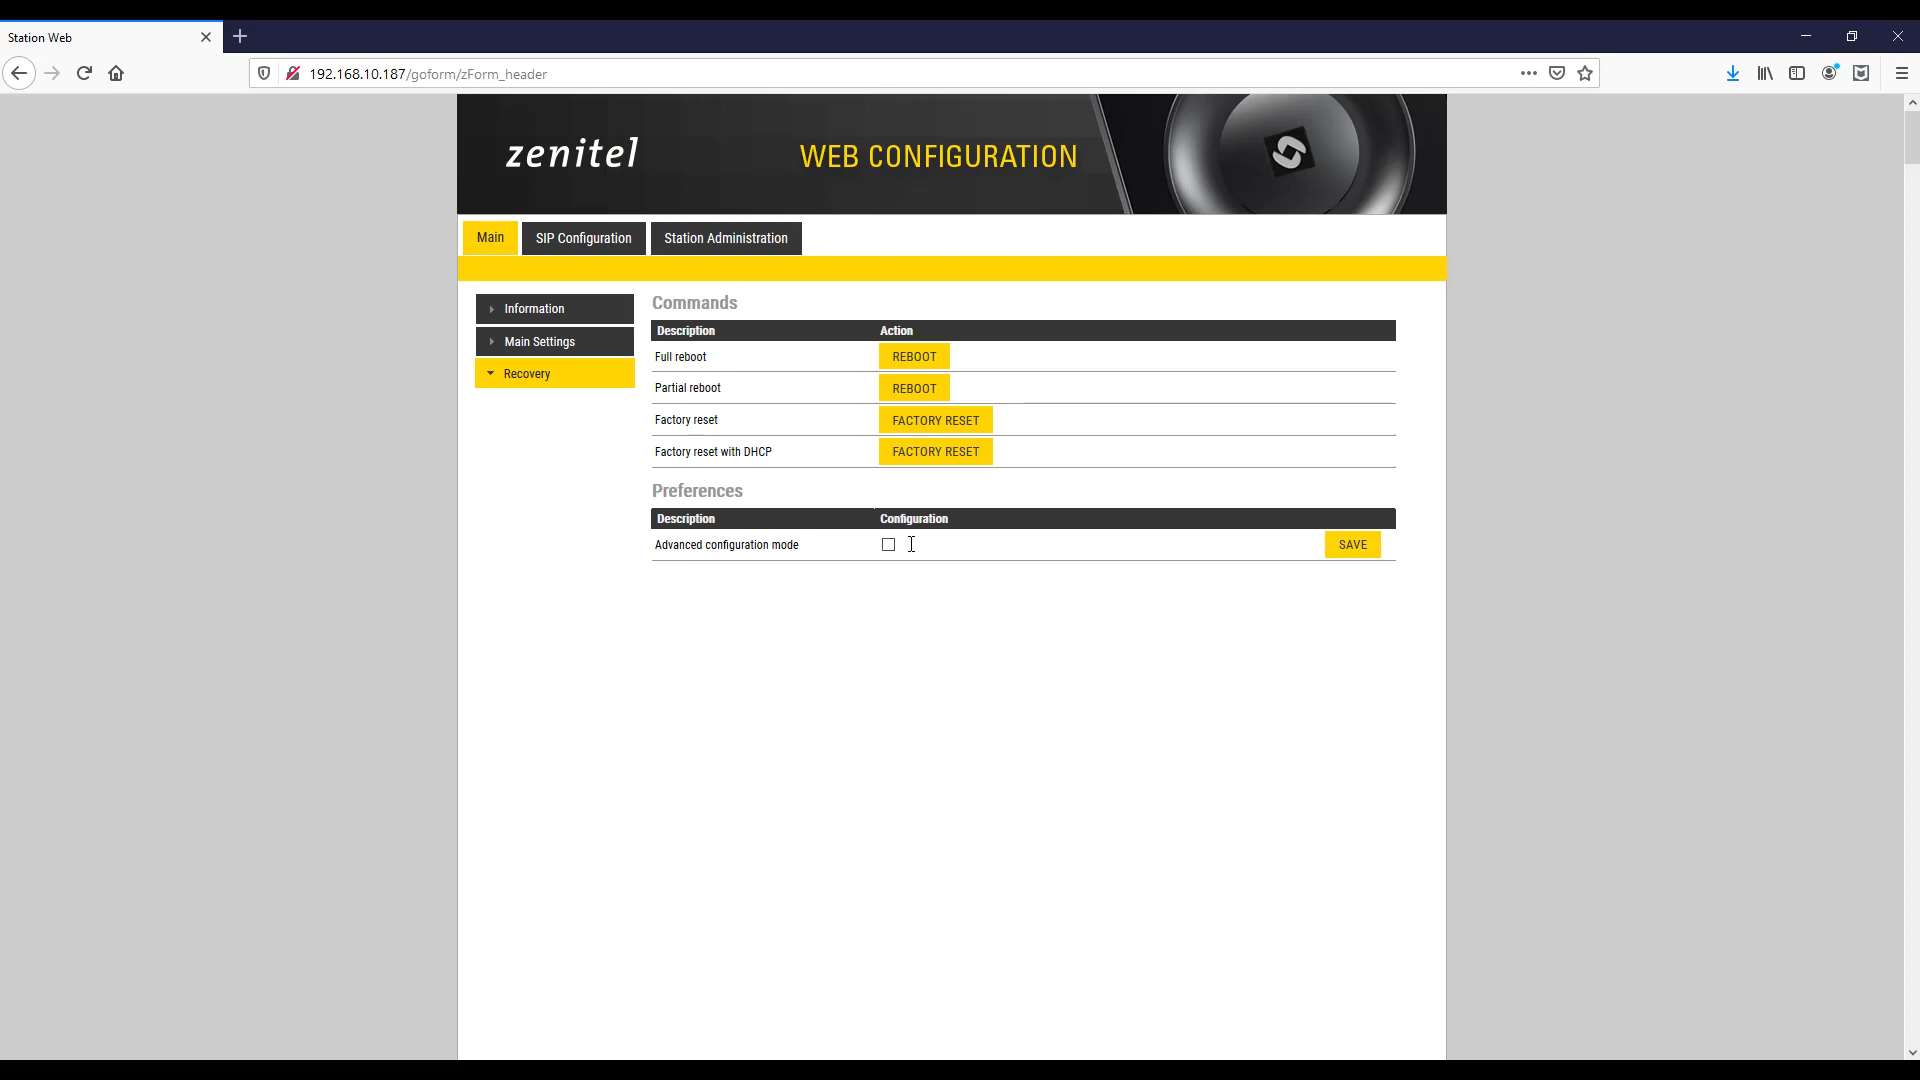 Station Web
192.168.10.187/goform/zForm_header
zenitel
WEB CONFIGURATION
Main
SIP Configuration
Station Administration
Information
Main Settings
Recovery
Commands
Description Action
Full reboot REBOOT
Partial reboot REBOOT
Factory reset FACTORY RESET
Factory reset with DHCP FACTORY RESET
Preferences
Description Configuration
Advanced configuration mode SAVE